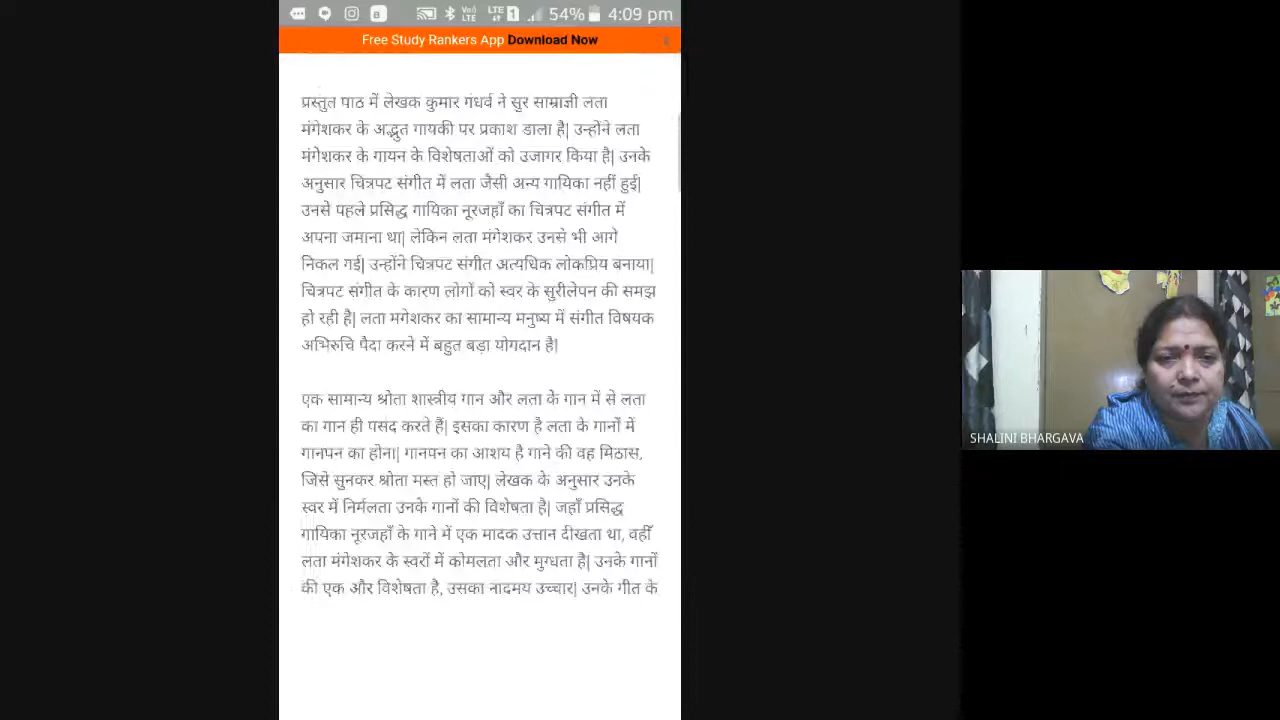 VoLTE LTE 1 54% 4:09 pm
Free Study Rankers App Download Now
प्रस्तुत पाठ में लेखक कुमार गंधर्व ने सुर साम्राज्ञी लता
मंगेशकर के अद्भुत गायकी पर प्रकाश डाला है| उन्होंने लता
मंगेशकर के गायन के विशेषताओं को उजागर किया है| उनके
अनुसार चित्रपट संगीत में लता जैसी अन्य गायिका नहीं हुई|
उनसे पहले प्रसिद्ध गायिका नूरजहाँ का चित्रपट संगीत में
अपना जमाना था| लेकिन लता मंगेशकर उनसे भी आगे
निकल गई| उन्होंने चित्रपट संगीत अत्यधिक लोकप्रिय बनाया|
चित्रपट संगीत के कारण लोगों को स्वर के सुरीलेपन की समझ
हो रही है| लता मगेशकर का सामान्य मनुष्य में संगीत विषयक
अभिरुचि पैदा करने में बहुत बड़ा योगदान है|
एक सामान्य श्रोता शास्त्रीय गान और लता के गान में से लता
का गान ही पसंद करते हैं| इसका कारण है लता के गानों में
गानपन का होना| गानपन का आशय है गाने की वह मिठास,
जिसे सुनकर श्रोता मस्त हो जाए| लेखक के अनुसार उनके
स्वर में निर्मलता उनके गानों की विशेषता है| जहाँ प्रसिद्ध
गायिका नूरजहाँ के गाने में एक मादक उत्तान दीखता था, वहीँ
लता मंगेशकर के स्वरों में कोमलता और मुग्धता है| उनके गानों
की एक और विशेषता है, उसका नादमय उच्चार| उनके गीत के
SHALINI BHARGAVA